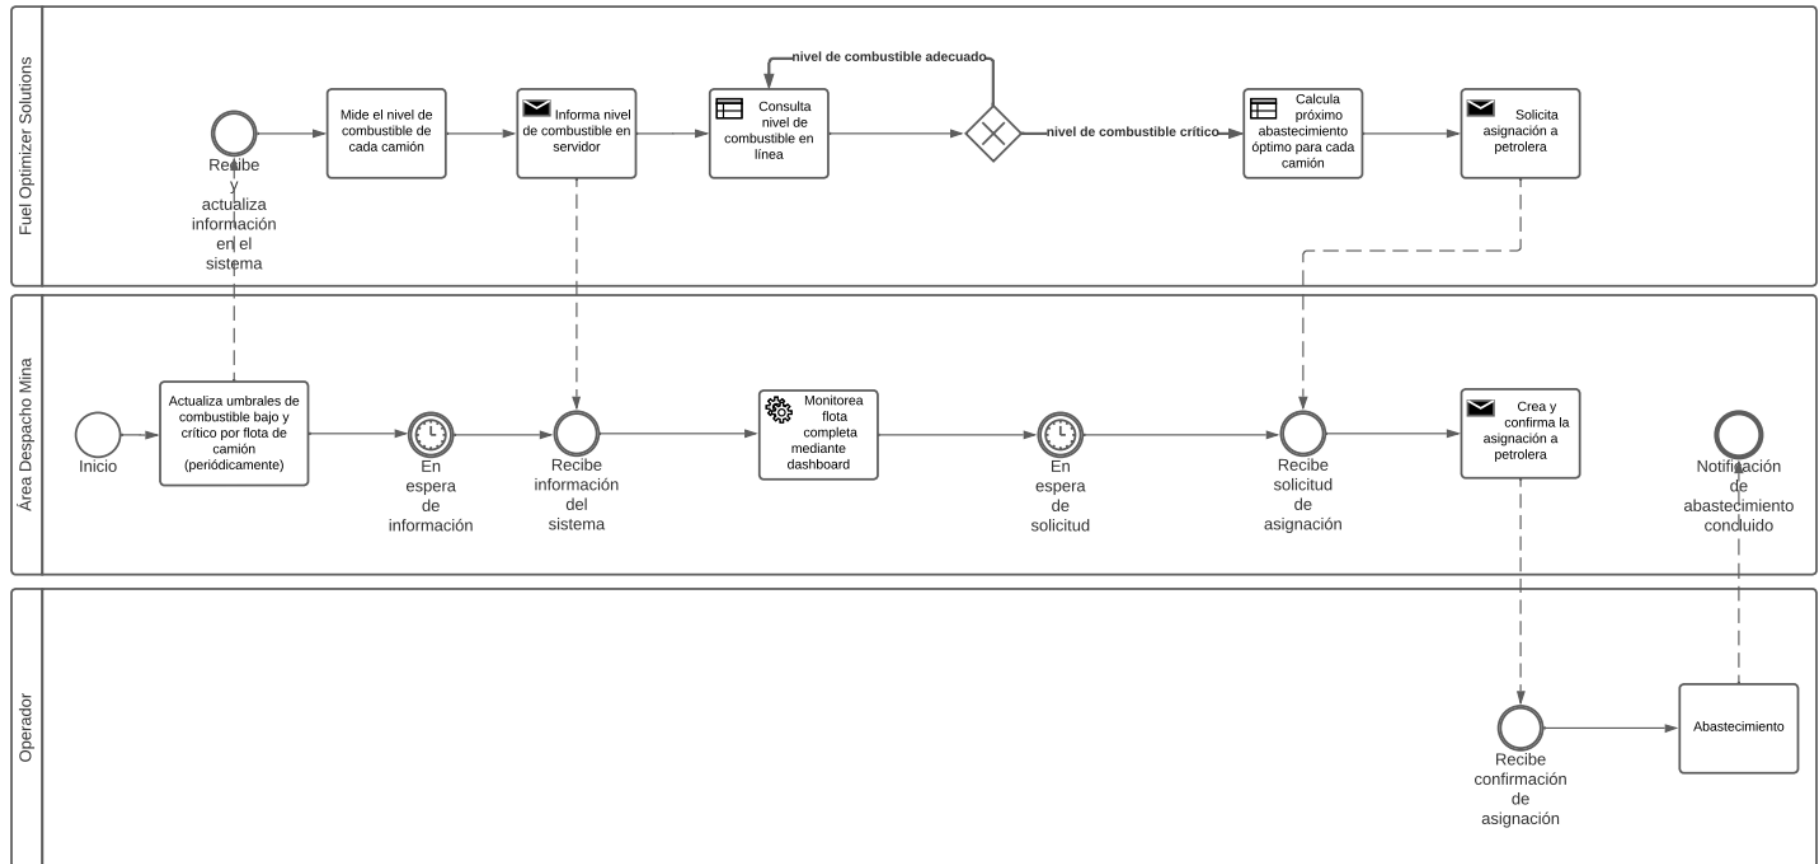 Fuel Optimizer Solutions
nivel de combustible adecuado
Mide el nivel de
combustible de
cada camión
Informa nivel
de combustible en
servidor
Consulta
nivel de
combustible en
línea
nivel de combustible crítico
Calcula
próximo
abastecimiento
óptimo para cada
camión
Solicita
asignación a
petrolera
Recibe
y
actualiza
información
en el
sistema
Área Despacho Mina
Inicio
Actualiza umbrales de
combustible bajo y
crítico por flota de
camión
(periódicamente)
En
espera
de
información
Recibe
información
del
sistema
Monitorea
flota
completa
mediante
dashboard
En
espera
de
solicitud
Recibe
solicitud
de
asignación
Crea y
confirma la
asignación a
petrolera
Notificación
de
abastecimiento
concluido
Operador
Recibe
confirmación
de
asignación
Abastecimiento